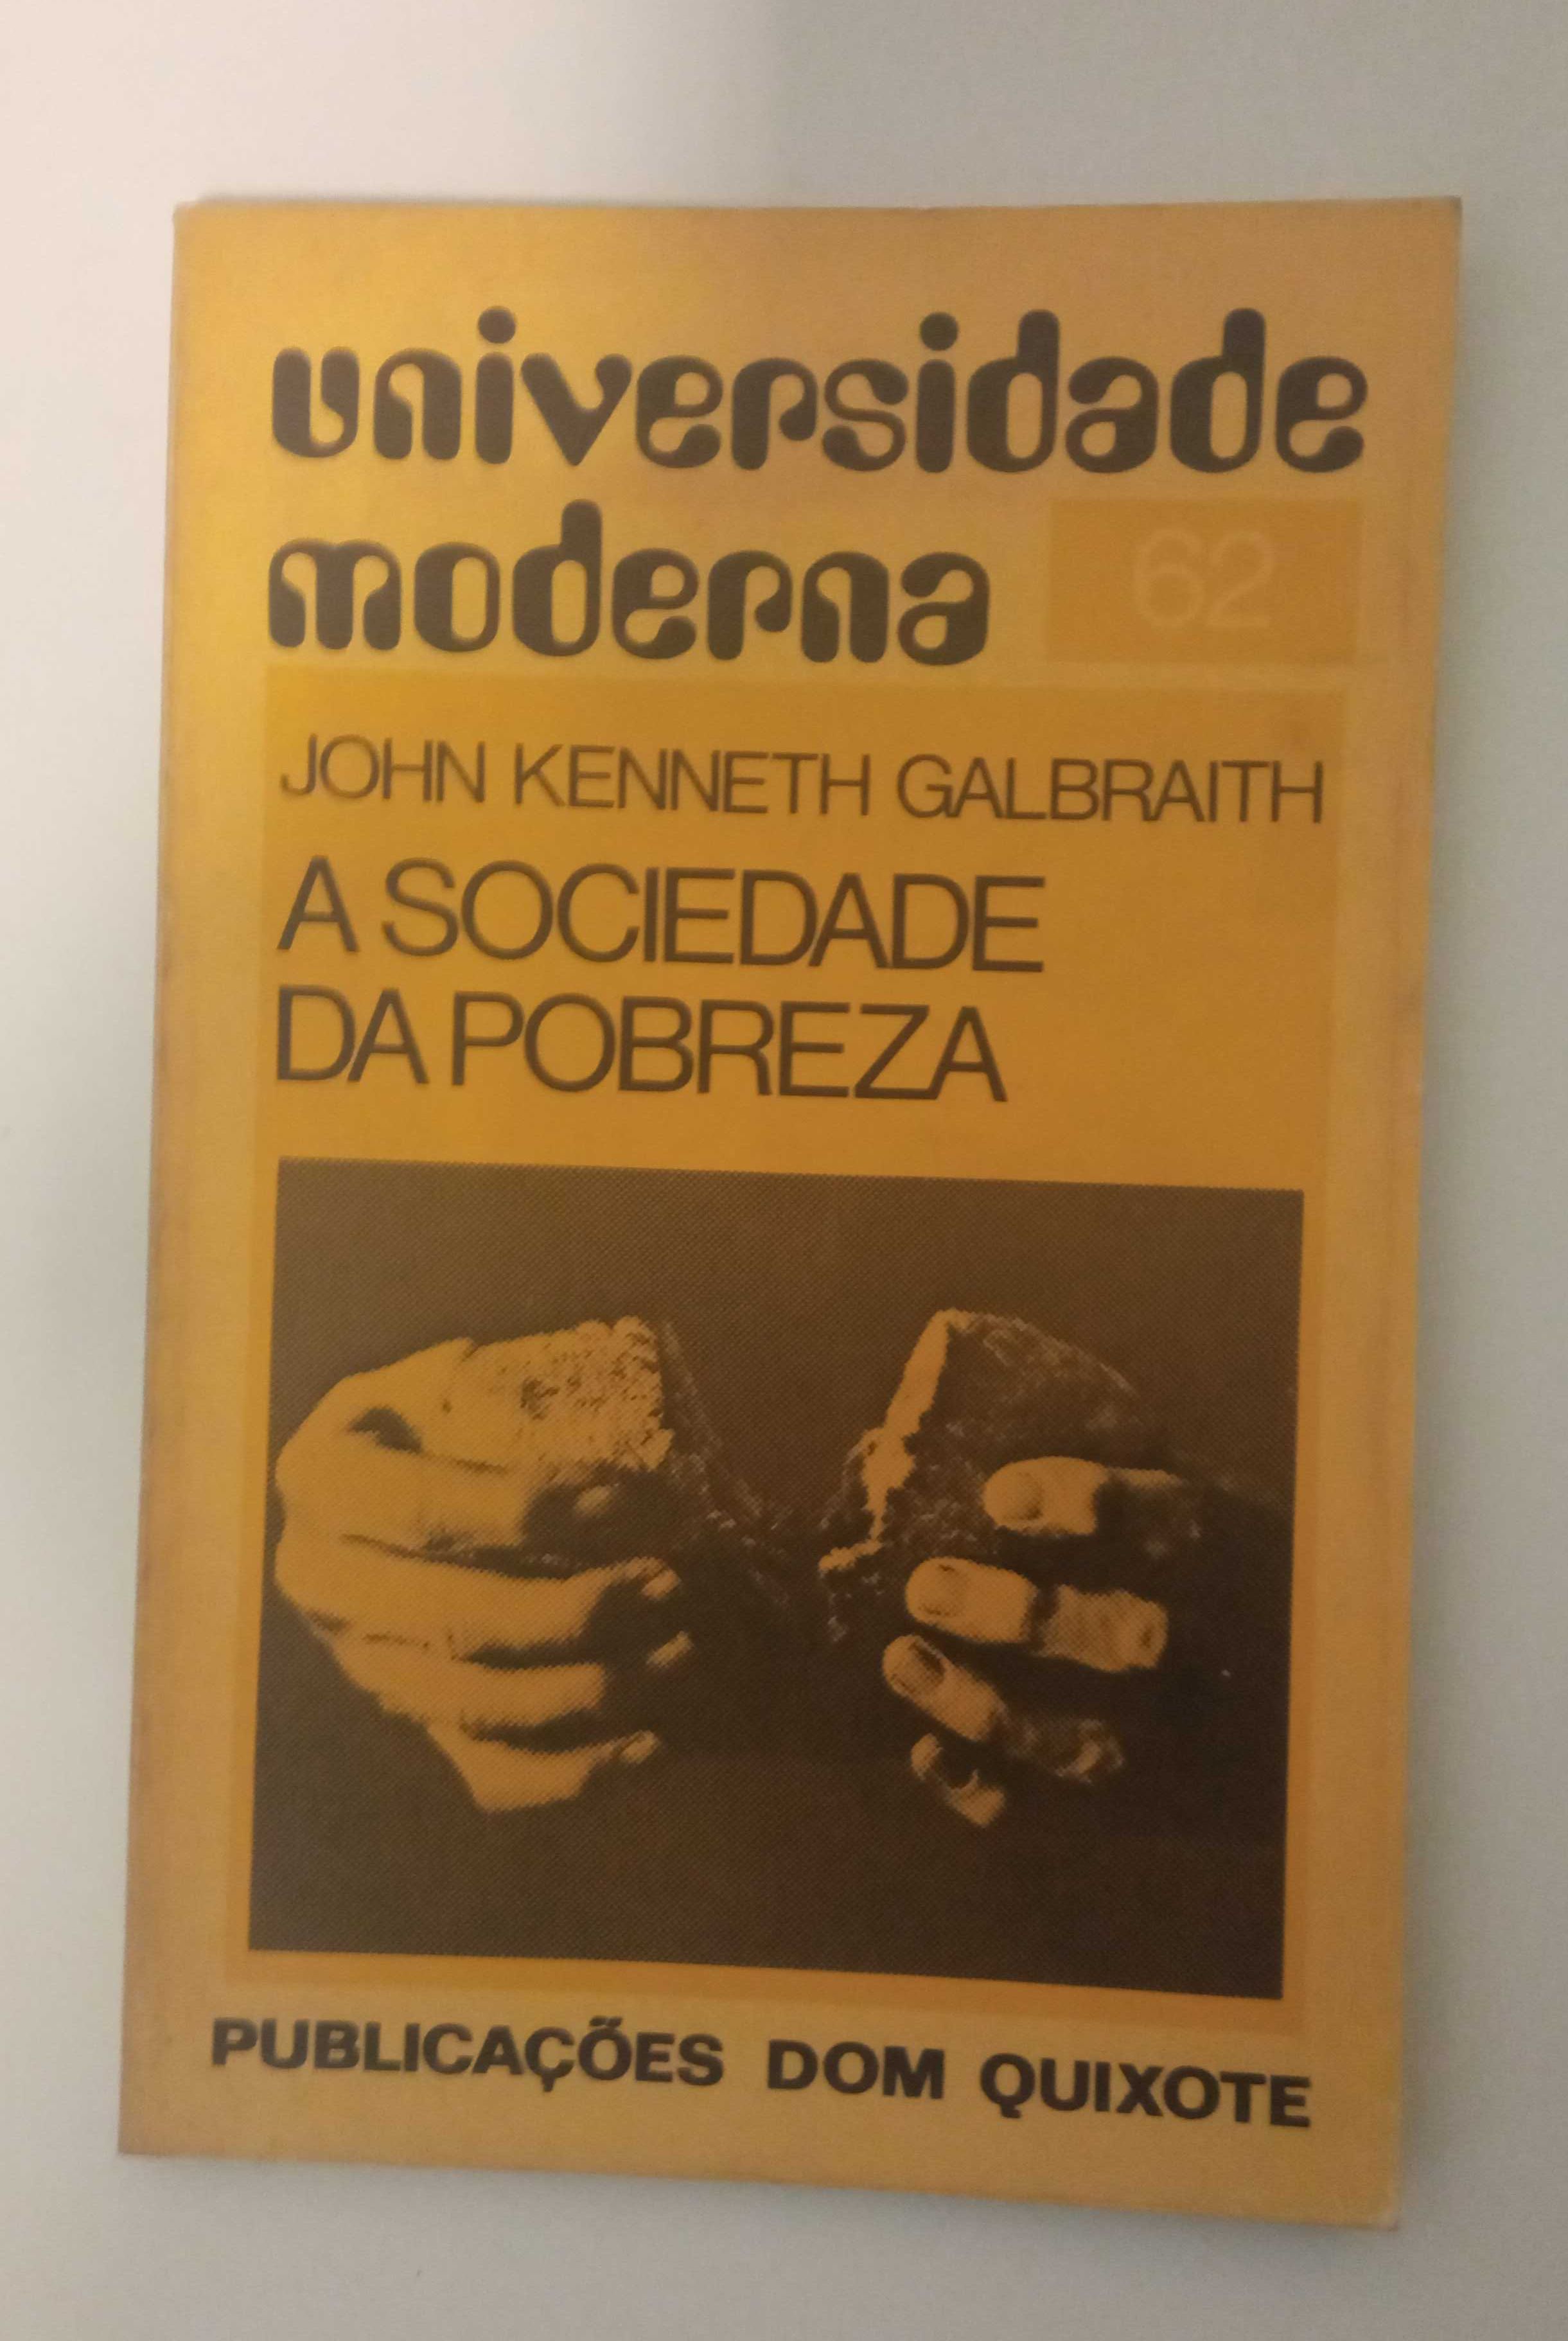 universidade
moderna 62
JOHN KENNETH GALBRAITH
A SOCIEDADE
DA POBREZA
PUBLICAÇÕES DOM QUIXOTE